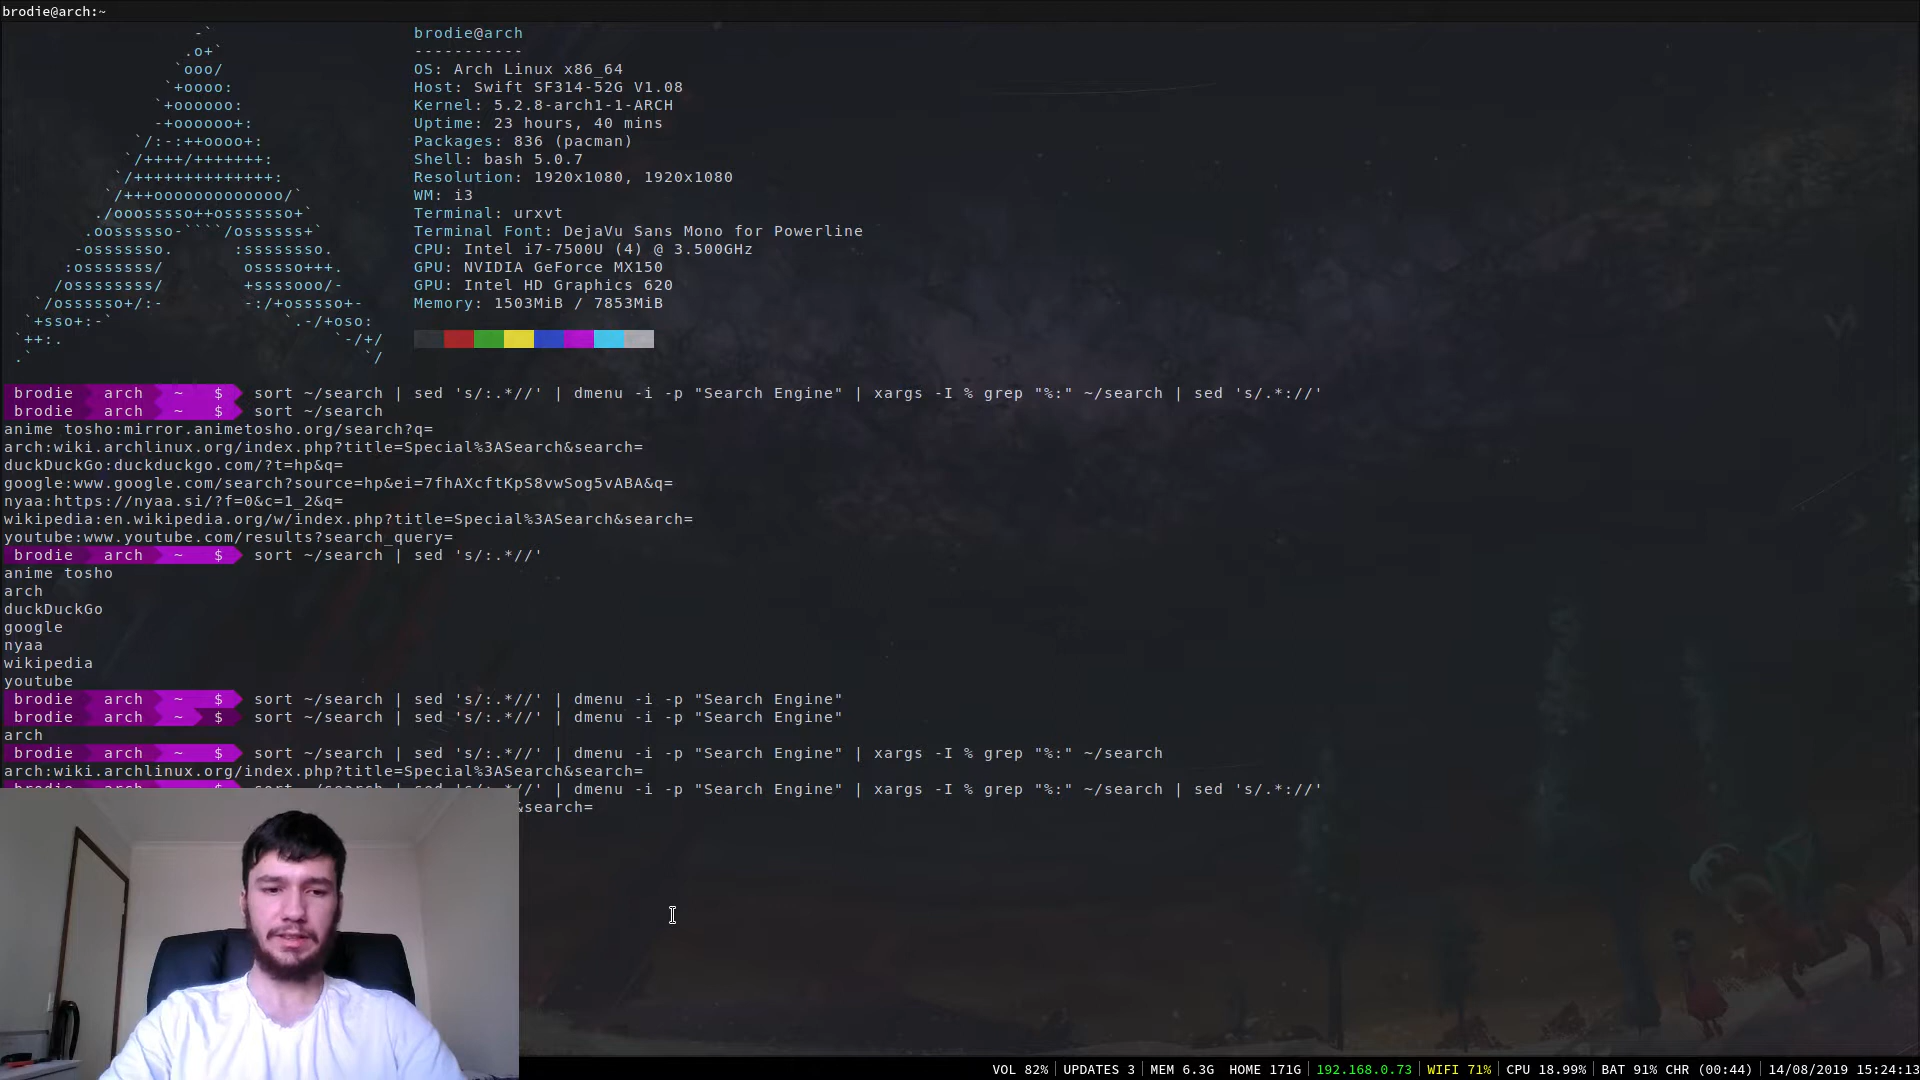 brodie@arch:~
brodie@arch
-----------
OS: Arch Linux x86_64
Host: Swift SF314-52G V1.08
Kernel: 5.2.8-arch1-1-ARCH
Uptime: 23 hours, 40 mins
Packages: 836 (pacman)
Shell: bash 5.0.7
Resolution: 1920x1080, 1920x1080
WM: i3
Terminal: urxvt
Terminal Font: DejaVu Sans Mono for Powerline
CPU: Intel i7-7500U (4) @ 3.500GHz
GPU: NVIDIA GeForce MX150
GPU: Intel HD Graphics 620
Memory: 1503MiB / 7853MiB
brodie arch ~ $ sort ~/search | sed 's/:.*//' | dmenu -i -p "Search Engine" | xargs -I % grep "%:" ~/search | sed 's/.*://'
brodie arch ~ $ sort ~/search
anime tosho:mirror.animetosho.org/search?q=
arch:wiki.archlinux.org/index.php?title=Special%3ASearch&search=
duckDuckGo:duckduckgo.com/?t=hp&q=
google:www.google.com/search?source=hp&ei=7fhAXcftKpS8vwSog5vABA&q=
nyaa:https://nyaa.si/?f=0&c=1_2&q=
wikipedia:en.wikipedia.org/w/index.php?title=Special%3ASearch&search=
youtube:www.youtube.com/results?search_query=
brodie arch ~ $ sort ~/search | sed 's/:.*//'
anime tosho
arch
duckDuckGo
google
nyaa
wikipedia
youtube
brodie arch ~ $ sort ~/search | sed 's/:.*//' | dmenu -i -p "Search Engine"
brodie arch ~ $ sort ~/search | sed 's/:.*//' | dmenu -i -p "Search Engine"
arch
brodie arch ~ $ sort ~/search | sed 's/:.*//' | dmenu -i -p "Search Engine" | xargs -I % grep "%:" ~/search
arch:wiki.archlinux.org/index.php?title=Special%3ASearch&search=
brodie arch ~ $ sort ~/search | sed 's/:.*//' | dmenu -i -p "Search Engine" | xargs -I % grep "%:" ~/search | sed 's/.*://'
&search=
VOL 82% | UPDATES 3 | MEM 6.3G HOME 171G | 192.168.0.73 | WIFI 71% | CPU 18.99% | BAT 91% CHR (00:44) | 14/08/2019 15:24:13